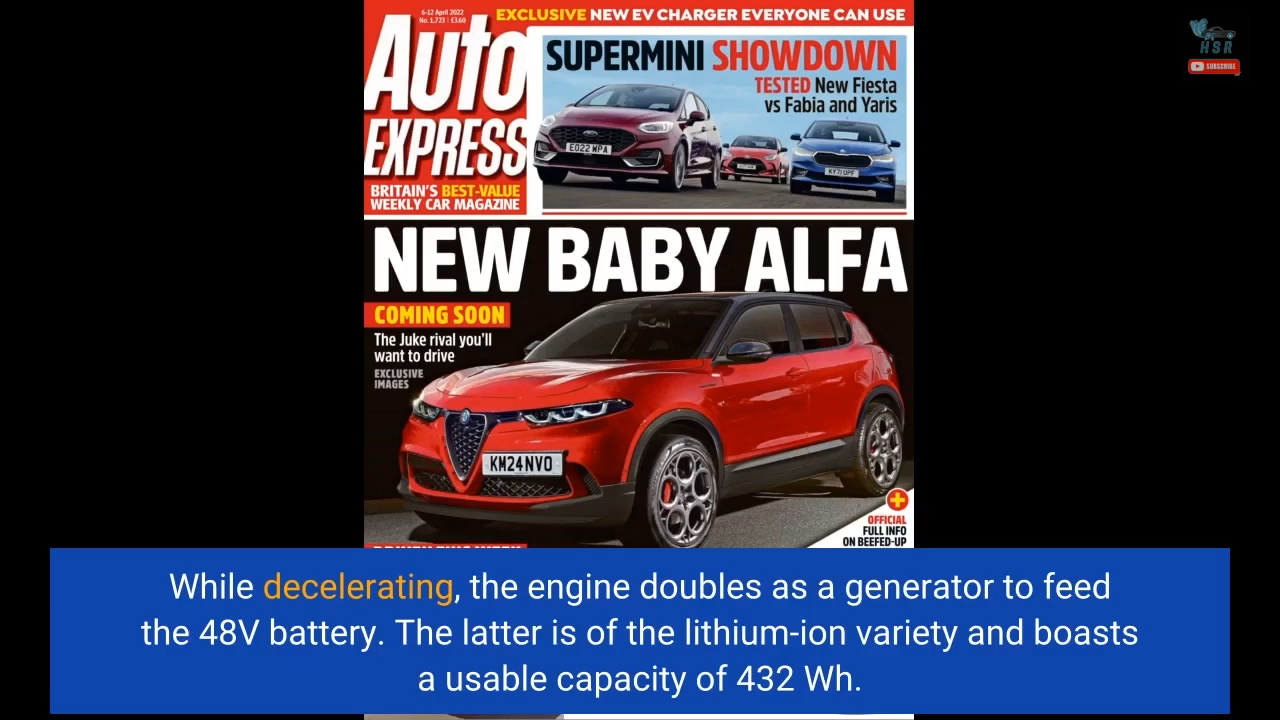 6-12 April 2022
No. 1,723 | £3.60
EXCLUSIVE NEW EV CHARGER EVERYONE CAN USE
Auto
EXPRESS
BRITAIN'S BEST-VALUE
WEEKLY CAR MAGAZINE
SUPERMINI SHOWDOWN
TESTED New Fiesta
vs Fabia and Yaris
EO22 WPA
KY71 UPF
HSR
SUBSCRIBE
NEW BABY ALFA
COMING SOON
The Juke rival you'll
want to drive
EXCLUSIVE
IMAGES
KM24NVO
OFFICIAL
FULL INFO
ON BEEFED-UP
While decelerating, the engine doubles as a generator to feed
the 48V battery. The latter is of the lithium-ion variety and boasts
a usable capacity of 432 Wh.